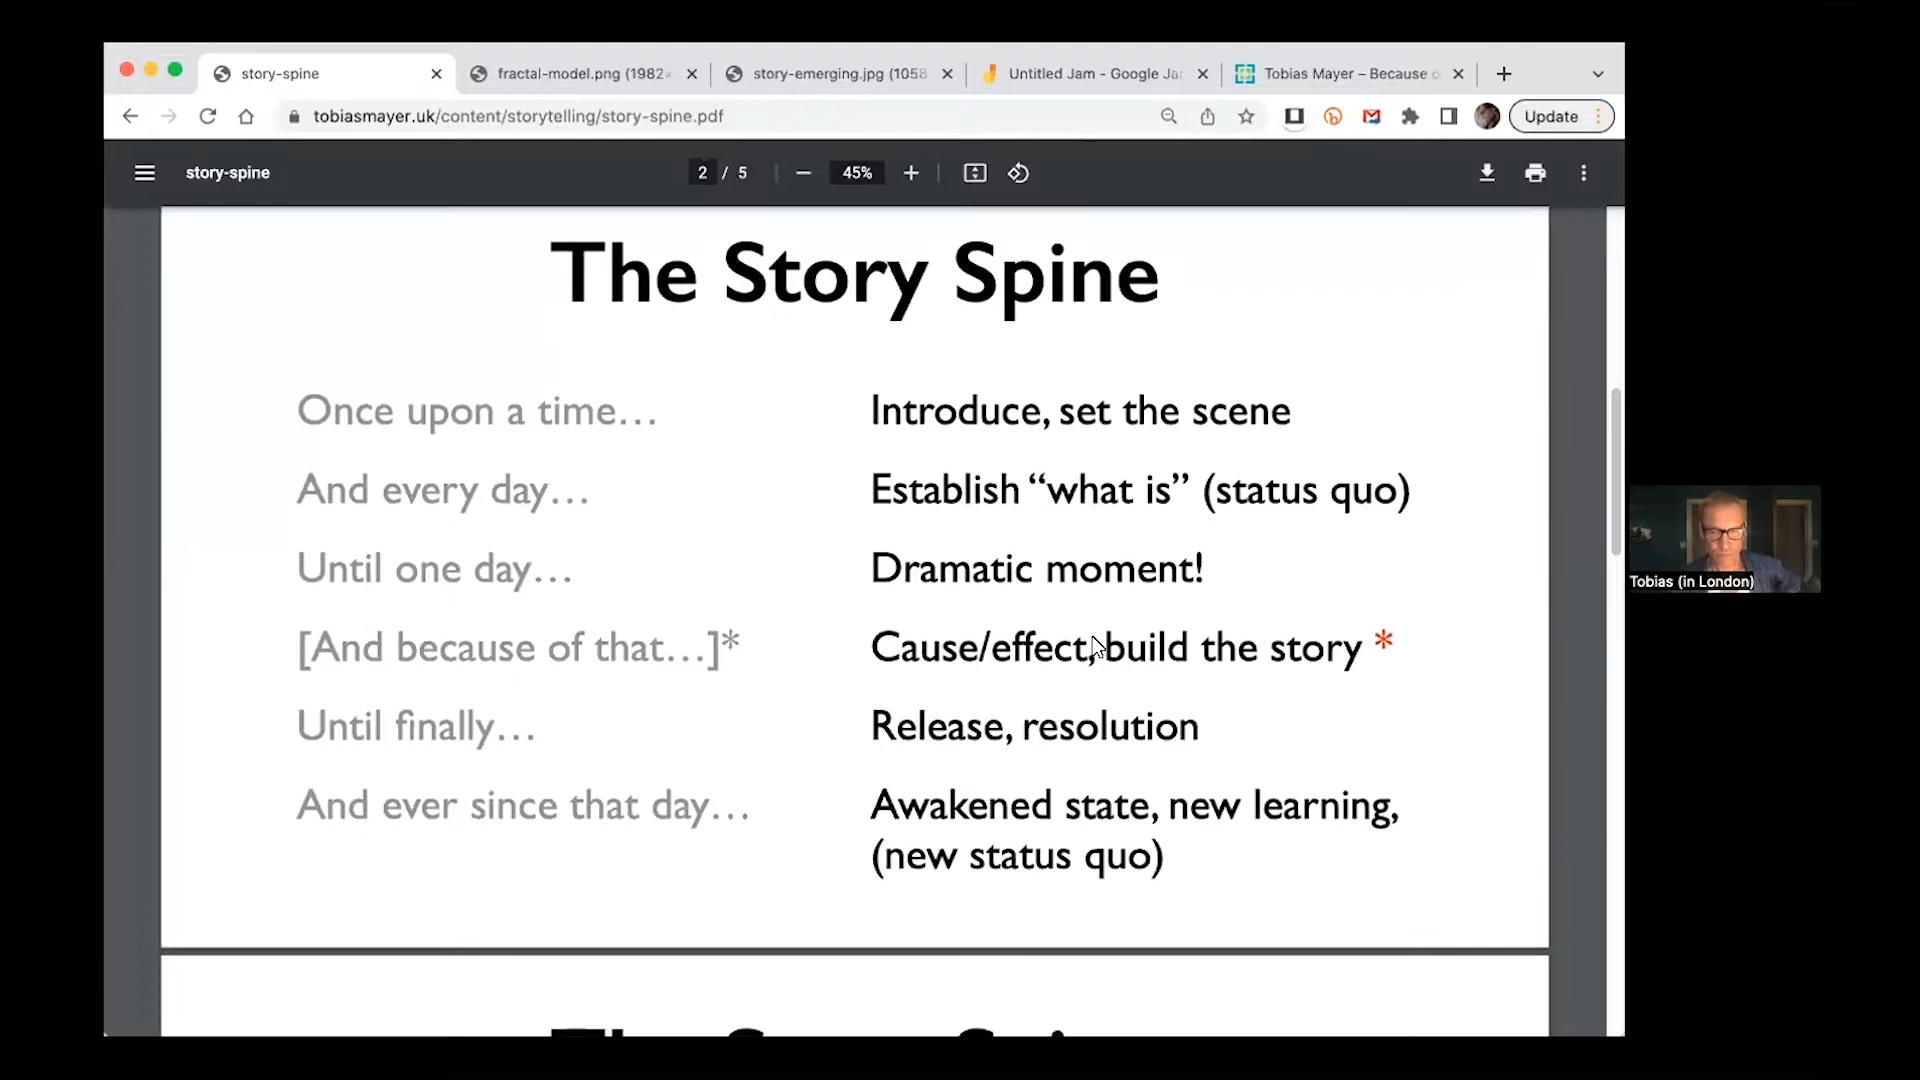 story-spine
fractal-model.png (1982×
story-emerging.jpg (1058
Untitled Jam - Google Ja
Tobias Mayer – Because o
tobiasmayer.uk/content/storytelling/story-spine.pdf
Update
story-spine
2 / 5
45%
The Story Spine
Once upon a time…
Introduce, set the scene
And every day…
Establish “what is” (status quo)
Until one day…
Dramatic moment!
[And because of that…]*
Cause/effect, build the story *
Until finally…
Release, resolution
And ever since that day…
Awakened state, new learning,
(new status quo)
Tobias (in London)